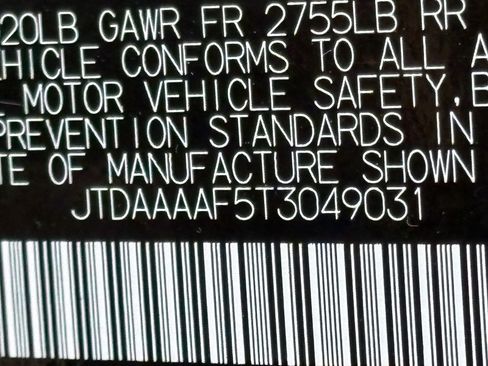 20LB GAWR FR 2755LB RR
HICLE CONFORMS TO ALL A
MOTOR VEHICLE SAFETY, B
PREVENTION STANDARDS IN
TE OF MANUFACTURE SHOWN
JTDAAAAF5T3049031